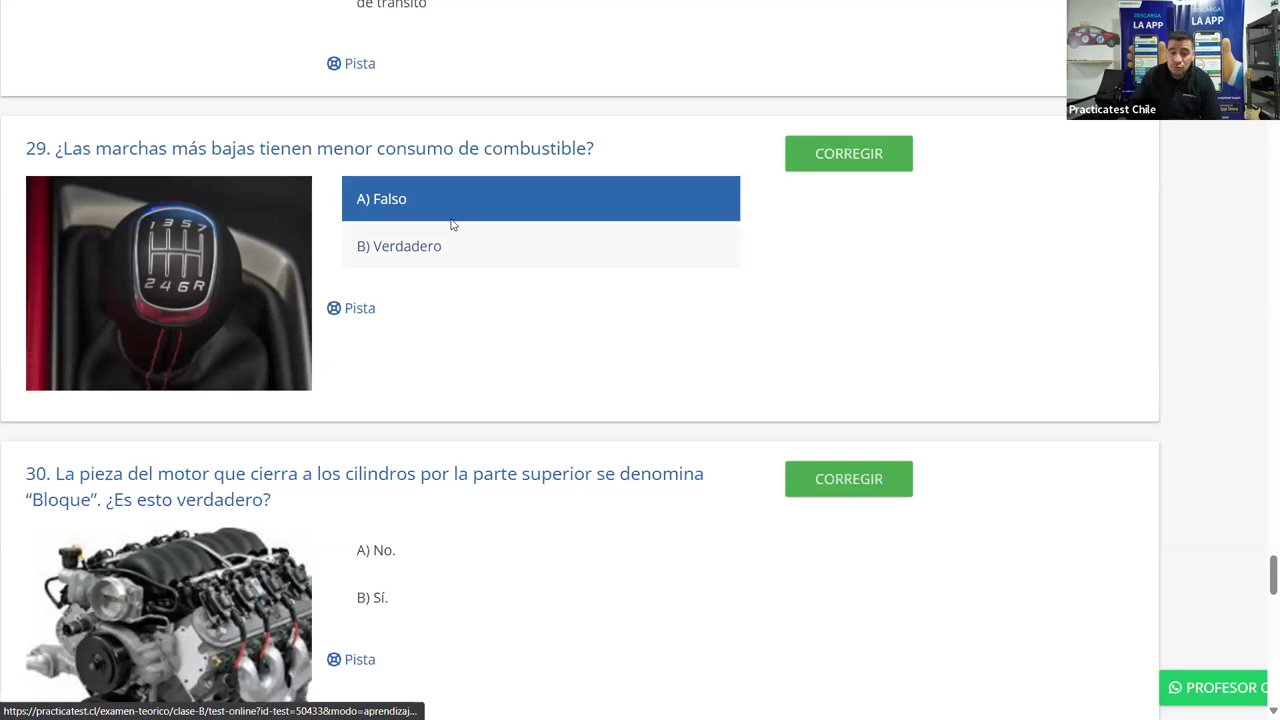 de tránsito
Pista
DESCARGA
LA APP
DESCARGA
LA APP
Practicatest Chile
29. ¿Las marchas más bajas tienen menor consumo de combustible?
CORREGIR
A) Falso
B) Verdadero
1 3 5 7
2 4 6 R
Pista
30. La pieza del motor que cierra a los cilindros por la parte superior se denomina
“Bloque”. ¿Es esto verdadero?
CORREGIR
A) No.
B) Sí.
Pista
PROFESOR
https://practicatest.cl/examen-teorico/clase-B/test-online?id-test=50433&modo=aprendizaj...